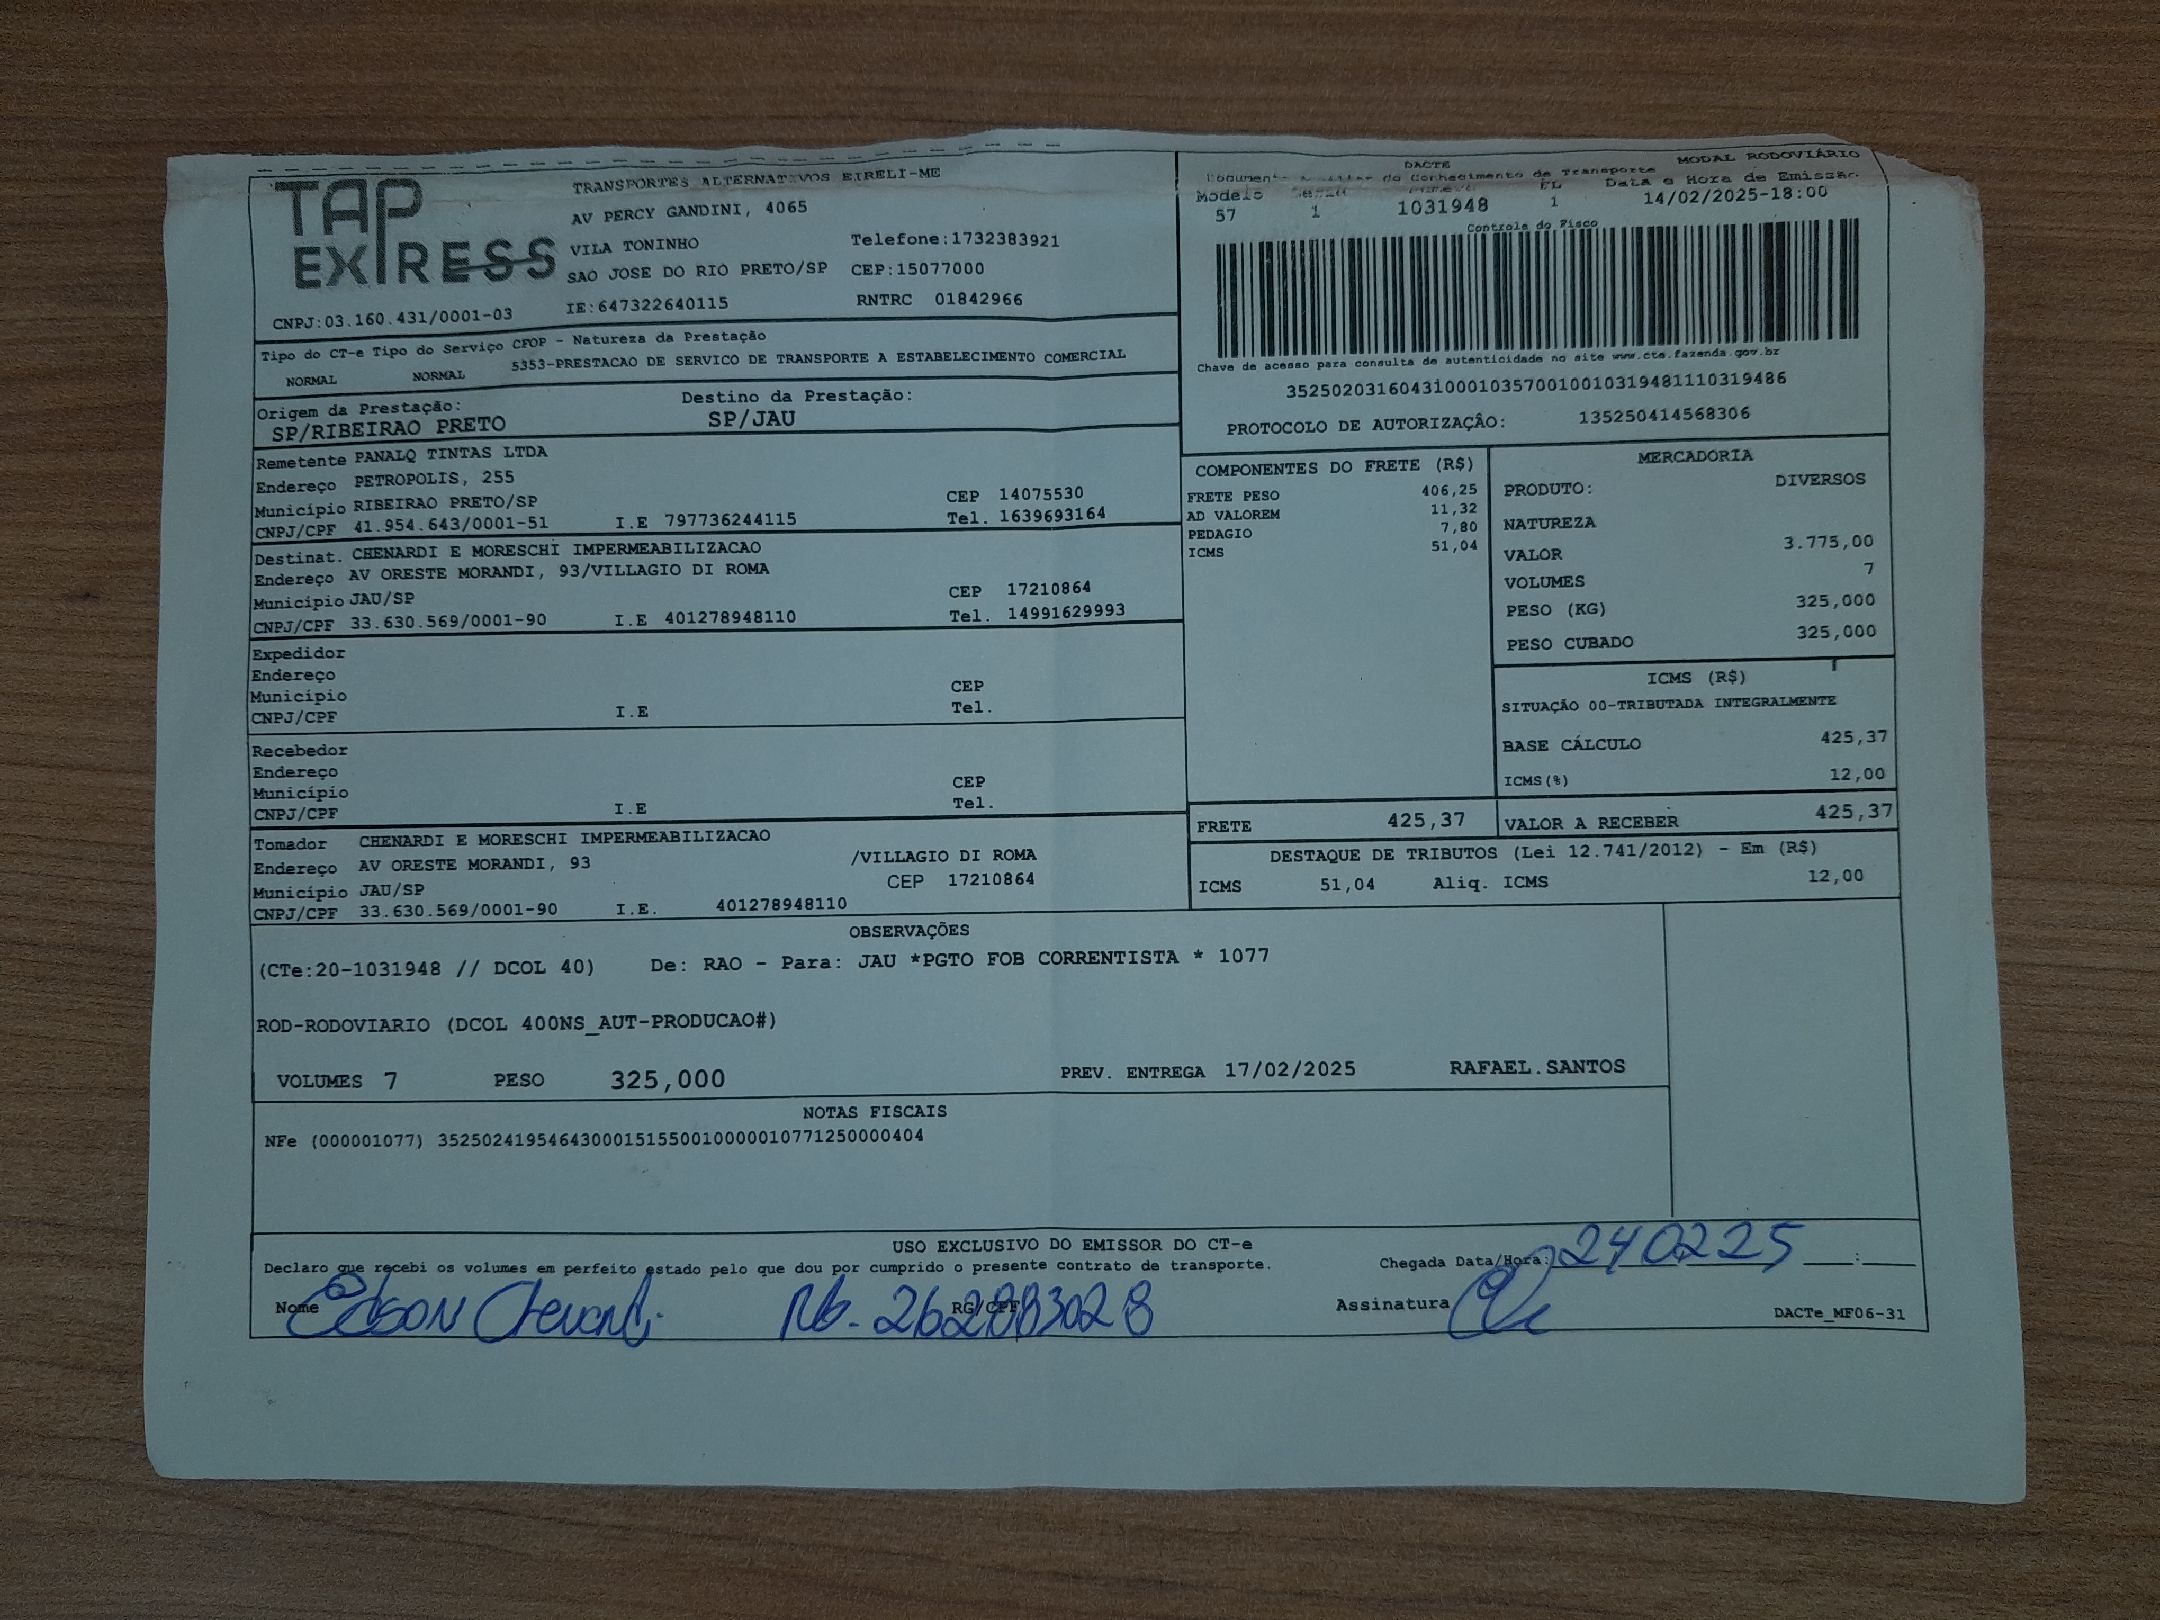 TAP
EXPRESS
TRANSPORTES ALTERNATIVOS EIRELI-ME
AV PERCY GANDINI, 4065
VILA TONINHO Telefone:1732383921
SAO JOSE DO RIO PRETO/SP CEP:15077000
CNPJ:03.160.431/0001-03 IE:647322640115 RNTRC 01842966
Tipo do CT-e Tipo do Serviço CFOP - Natureza da Prestação
NORMAL NORMAL 5353-PRESTACAO DE SERVICO DE TRANSPORTE A ESTABELECIMENTO COMERCIAL
Origem da Prestação: Destino da Prestação:
SP/RIBEIRAO PRETO SP/JAU
DACTE MODAL RODOVIÁRIO
do Conhecimento de Transporte
Modelo FL Data e Hora de Emissão
57 1 1031948 1 14/02/2025-18:00
Controle do Fisco
Chave de acesso para consulta de autenticidade no site www.cte.fazenda.gov.br
35250203160431000103570010010319481110319486
PROTOCOLO DE AUTORIZAÇÂO: 135250414568306
Remetente PANALQ TINTAS LTDA
Endereço PETROPOLIS, 255
Município RIBEIRAO PRETO/SP CEP 14075530
CNPJ/CPF 41.954.643/0001-51 I.E 797736244115 Tel. 1639693164
Destinat. CHENARDI E MORESCHI IMPERMEABILIZACAO
Endereço AV ORESTE MORANDI, 93/VILLAGIO DI ROMA
Município JAU/SP CEP 17210864
CNPJ/CPF 33.630.569/0001-90 I.E 401278948110 Tel. 14991629993
Expedidor
Endereço
Município CEP
CNPJ/CPF I.E Tel.
Recebedor
Endereço
Município CEP
CNPJ/CPF I.E Tel.
Tomador CHENARDI E MORESCHI IMPERMEABILIZACAO
Endereço AV ORESTE MORANDI, 93 /VILLAGIO DI ROMA
Município JAU/SP CEP 17210864
CNPJ/CPF 33.630.569/0001-90 I.E. 401278948110
COMPONENTES DO FRETE (R$)
FRETE PESO 406,25
AD VALOREM 11,32
PEDAGIO 7,80
ICMS 51,04
MERCADORIA
PRODUTO: DIVERSOS
NATUREZA
VALOR 3.775,00
VOLUMES 7
PESO (KG) 325,000
PESO CUBADO 325,000
ICMS (R$)
SITUAÇÃO 00-TRIBUTADA INTEGRALMENTE
BASE CÁLCULO 425,37
ICMS(%) 12,00
FRETE 425,37 VALOR A RECEBER 425,37
DESTAQUE DE TRIBUTOS (Lei 12.741/2012) - Em (R$)
ICMS 51,04 Aliq. ICMS 12,00
OBSERVAÇÕES
(CTe:20-1031948 // DCOL 40) De: RAO - Para: JAU *PGTO FOB CORRENTISTA * 1077
ROD-RODOVIARIO (DCOL 400NS_AUT-PRODUCAO#)
VOLUMES 7 PESO 325,000 PREV. ENTREGA 17/02/2025 RAFAEL.SANTOS
NOTAS FISCAIS
NFe (000001077) 35250241954643000151550010000010771250000404
USO EXCLUSIVO DO EMISSOR DO CT-e
Declaro que recebi os volumes em perfeito estado pelo que dou por cumprido o presente contrato de transporte. Chegada Data/Hora: 240225 ____:____
Nome Edson RG/CPF 262883028 Assinatura DACTe_MF06-31